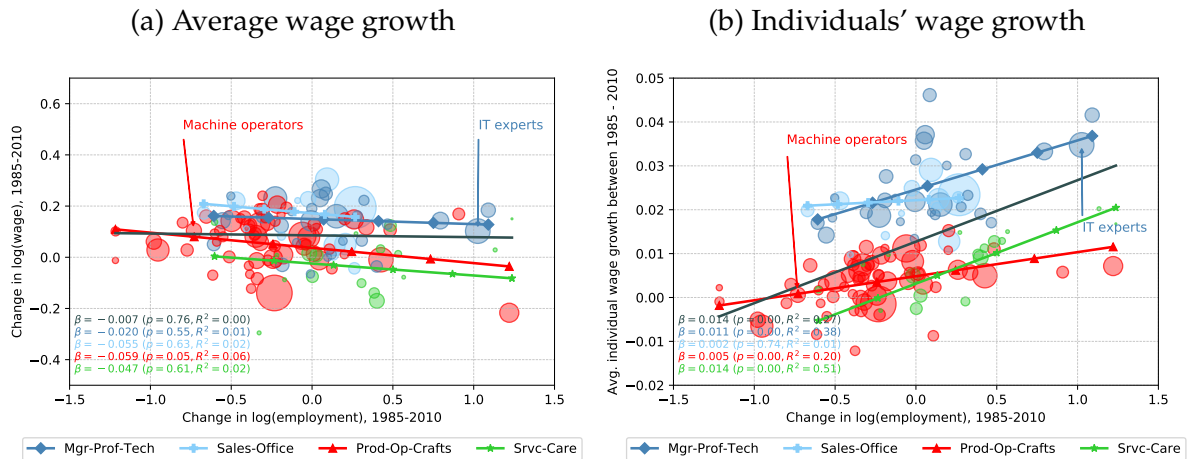 (a) Average wage growth
0.6
0.4
0.2
0.0
−0.2
−0.4
Change in log(wage), 1985-2010
Machine operators
IT experts
β = −0.007 (p = 0.76, R² = 0.00)
β = −0.020 (p = 0.55, R² = 0.01)
β = −0.055 (p = 0.63, R² = 0.02)
β = −0.059 (p = 0.05, R² = 0.06)
β = −0.047 (p = 0.61, R² = 0.02)
−1.5 −1.0 −0.5 0.0 0.5 1.0 1.5
Change in log(employment), 1985-2010
Mgr-Prof-Tech Sales-Office Prod-Op-Crafts Srvc-Care
(b) Individuals’ wage growth
0.05
0.04
0.03
0.02
0.01
0.00
−0.01
−0.02
Avg. individual wage growth between 1985 - 2010
Machine operators
IT experts
β = 0.014 (p = 0.00, R² = 0.27)
β = 0.011 (p = 0.00, R² = 0.38)
β = 0.002 (p = 0.74, R² = 0.01)
β = 0.005 (p = 0.00, R² = 0.20)
β = 0.014 (p = 0.00, R² = 0.51)
−1.5 −1.0 −0.5 0.0 0.5 1.0 1.5
Change in log(employment), 1985-2010
Mgr-Prof-Tech Sales-Office Prod-Op-Crafts Srvc-Care